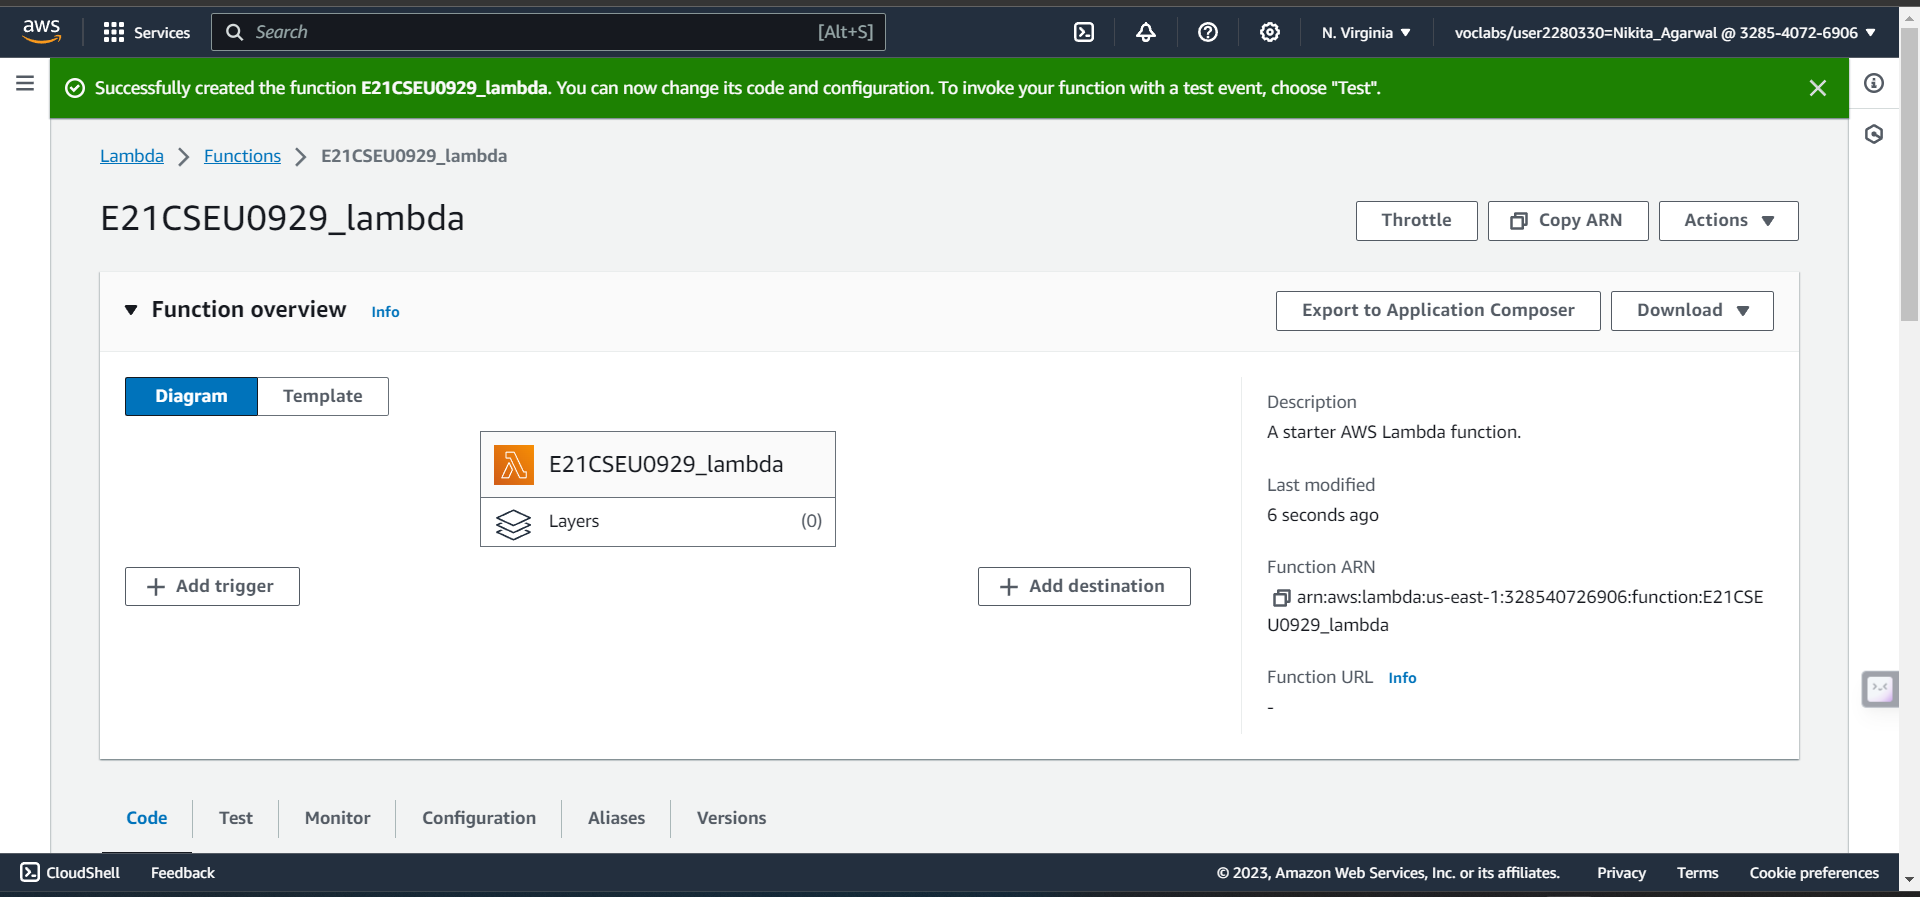 aws
Services
Search
[Alt+S]
N. Virginia
voclabs/user2280330=Nikita_Agarwal @ 3285-4072-6906
Successfully created the function E21CSEU0929_lambda. You can now change its code and configuration. To invoke your function with a test event, choose "Test".
Lambda
Functions
E21CSEU0929_lambda
E21CSEU0929_lambda
Throttle
Copy ARN
Actions
Function overview
Info
Export to Application Composer
Download
Diagram
Template
E21CSEU0929_lambda
Layers
(0)
Add trigger
Add destination
Description
A starter AWS Lambda function.
Last modified
6 seconds ago
Function ARN
arn:aws:lambda:us-east-1:328540726906:function:E21CSE
U0929_lambda
Function URL
Info
-
Code
Test
Monitor
Configuration
Aliases
Versions
CloudShell
Feedback
© 2023, Amazon Web Services, Inc. or its affiliates.
Privacy
Terms
Cookie preferences